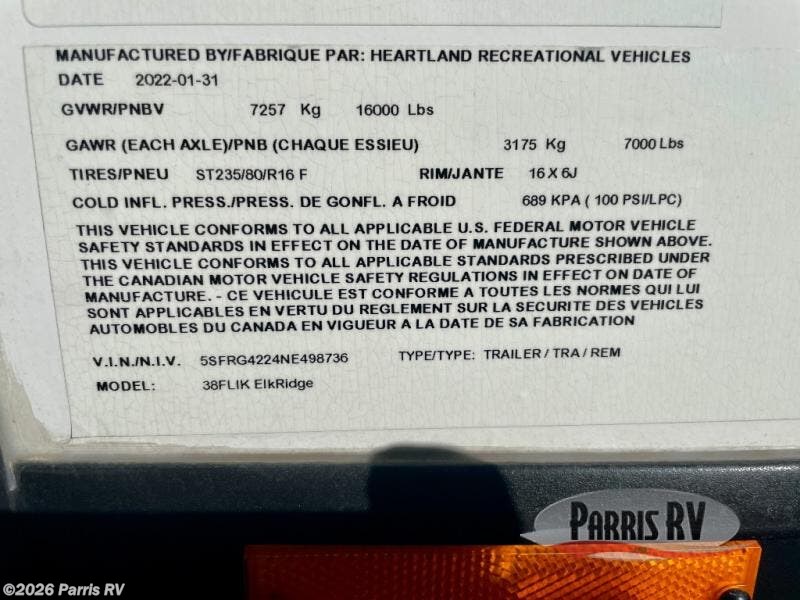 MANUFACTURED BY/FABRIQUE PAR: HEARTLAND RECREATIONAL VEHICLES
DATE 2022-01-31
GVWR/PNBV 7257 Kg 16000 Lbs
GAWR (EACH AXLE)/PNB (CHAQUE ESSIEU) 3175 Kg 7000 Lbs
TIRES/PNEU ST235/80/R16 F RIM/JANTE 16 X 6J
COLD INFL. PRESS./PRESS. DE GONFL. A FROID 689 KPA ( 100 PSI/LPC)
THIS VEHICLE CONFORMS TO ALL APPLICABLE U.S. FEDERAL MOTOR VEHICLE
SAFETY STANDARDS IN EFFECT ON THE DATE OF MANUFACTURE SHOWN ABOVE.
THIS VEHICLE CONFORMS TO ALL APPLICABLE STANDARDS PRESCRIBED UNDER
THE CANADIAN MOTOR VEHICLE SAFETY REGULATIONS IN EFFECT ON DATE OF
MANUFACTURE. - CE VEHICULE EST CONFORME A TOUTES LES NORMES QUI LUI
SONT APPLICABLES EN VERTU DU REGLEMENT SUR LA SECURITE DES VEHICLES
AUTOMOBILES DU CANADA EN VIGUEUR A LA DATE DE SA FABRICATION
V.I.N./N.I.V. 5SFRG4224NE498736 TYPE/TYPE: TRAILER / TRA / REM
MODEL: 38FLIK ElkRidge
PARRIS RV
©2026 Parris RV